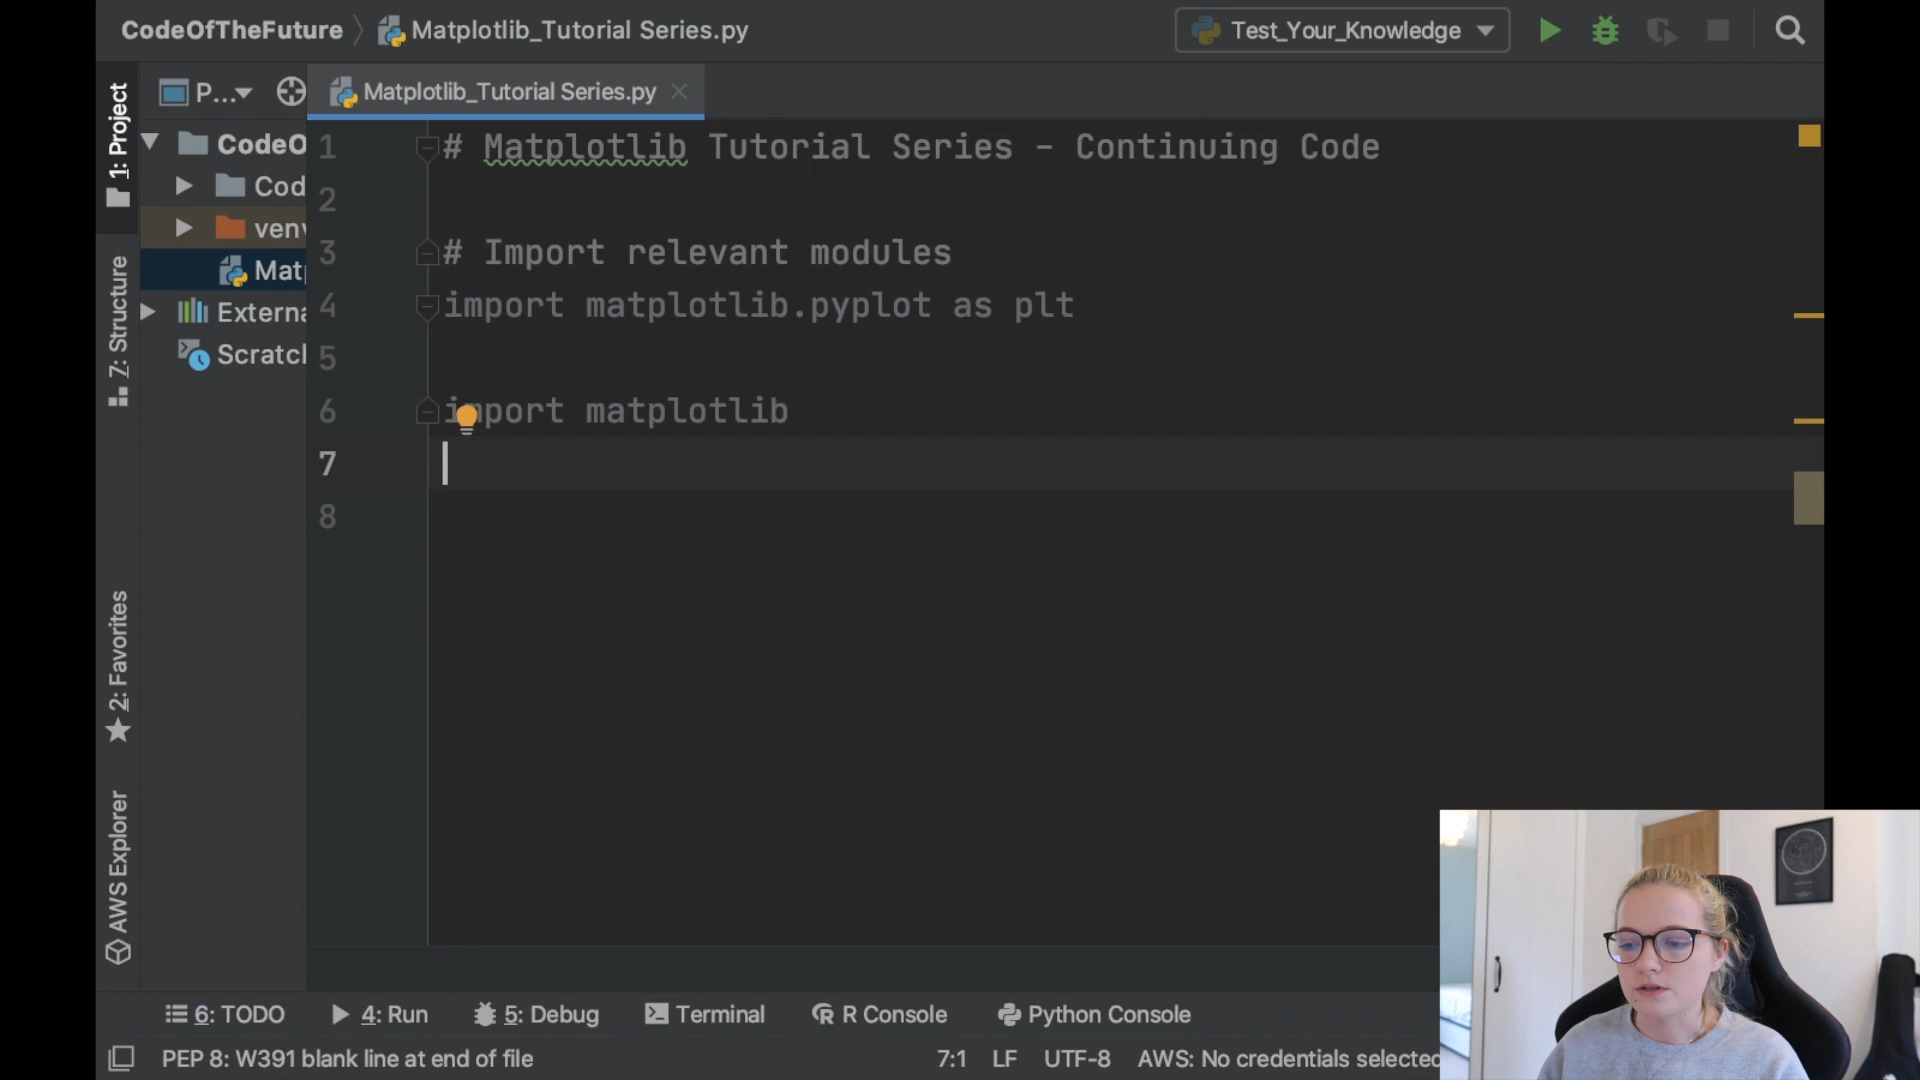 CodeOfTheFuture
Matplotlib_Tutorial Series.py
Test_Your_Knowledge
P...
Matplotlib_Tutorial Series.py
1: Project
7: Structure
2: Favorites
AWS Explorer
CodeO
Cod
venv
Mat
Externa
Scratch
1 # Matplotlib Tutorial Series - Continuing Code
2
3 # Import relevant modules
4 import matplotlib.pyplot as plt
5
6 import matplotlib
7
8
6: TODO
4: Run
5: Debug
Terminal
R Console
Python Console
PEP 8: W391 blank line at end of file
7:1
LF
UTF-8
AWS: No credentials selected